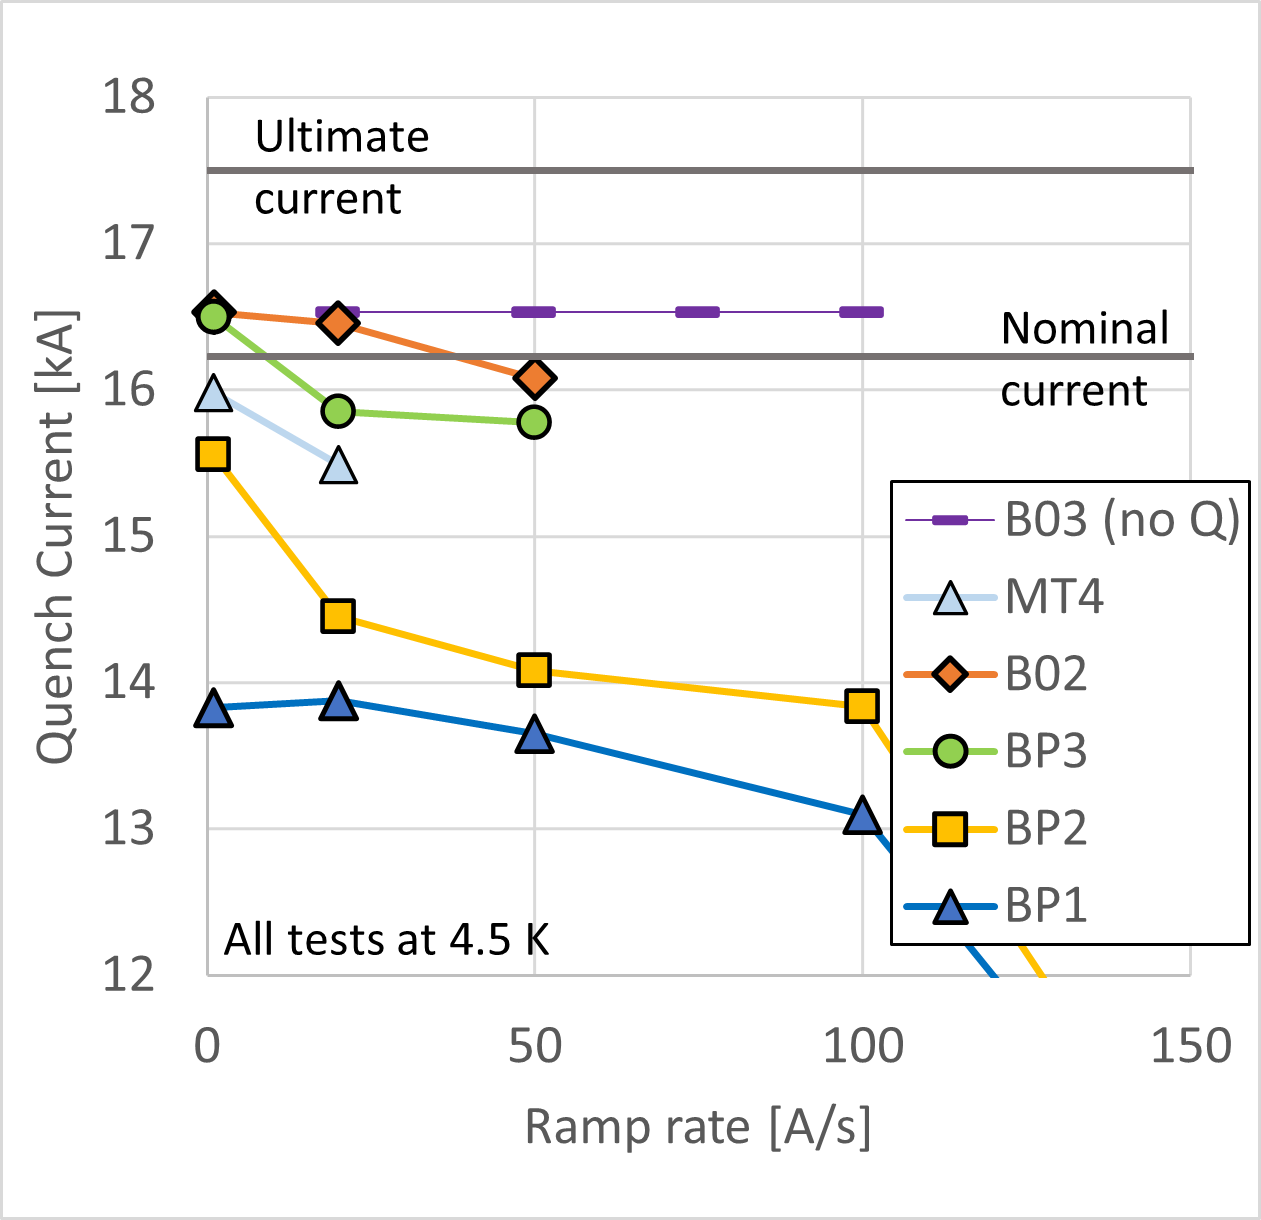 18
17
16
15
14
13
12
Quench Current [kA]
Ultimate
current
Nominal
current
B03 (no Q)
MT4
B02
BP3
BP2
BP1
All tests at 4.5 K
0 50 100 150
Ramp rate [A/s]